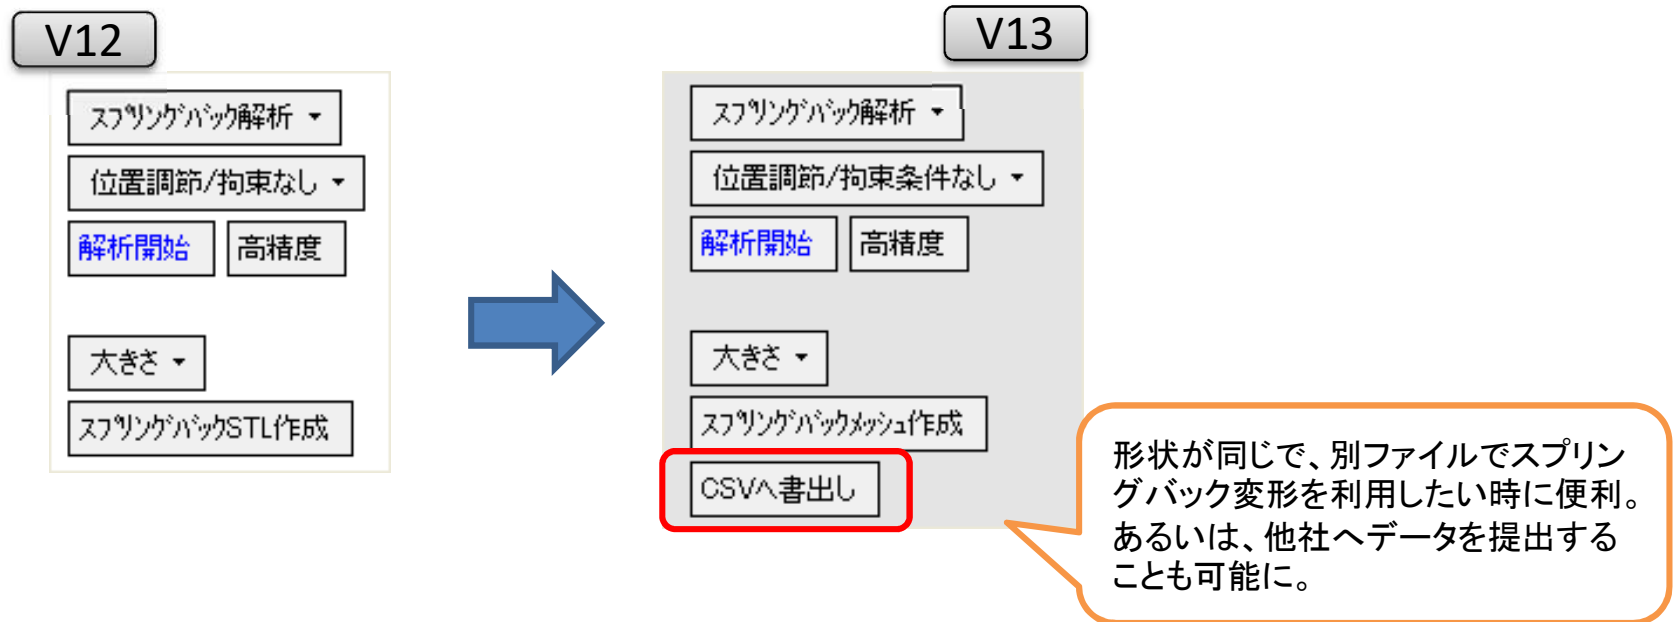 V12
スプリングバック解析
位置調節/拘束なし
解析開始 高精度
大きさ
スプリングバックSTL作成
V13
スプリングバック解析
位置調節/拘束条件なし
解析開始 高精度
大きさ
スプリングバックメッシュ作成
CSVへ書出し
形状が同じで、別ファイルでスプリン
グバック変形を利用したい時に便利。
あるいは、他社へデータを提出する
ことも可能に。